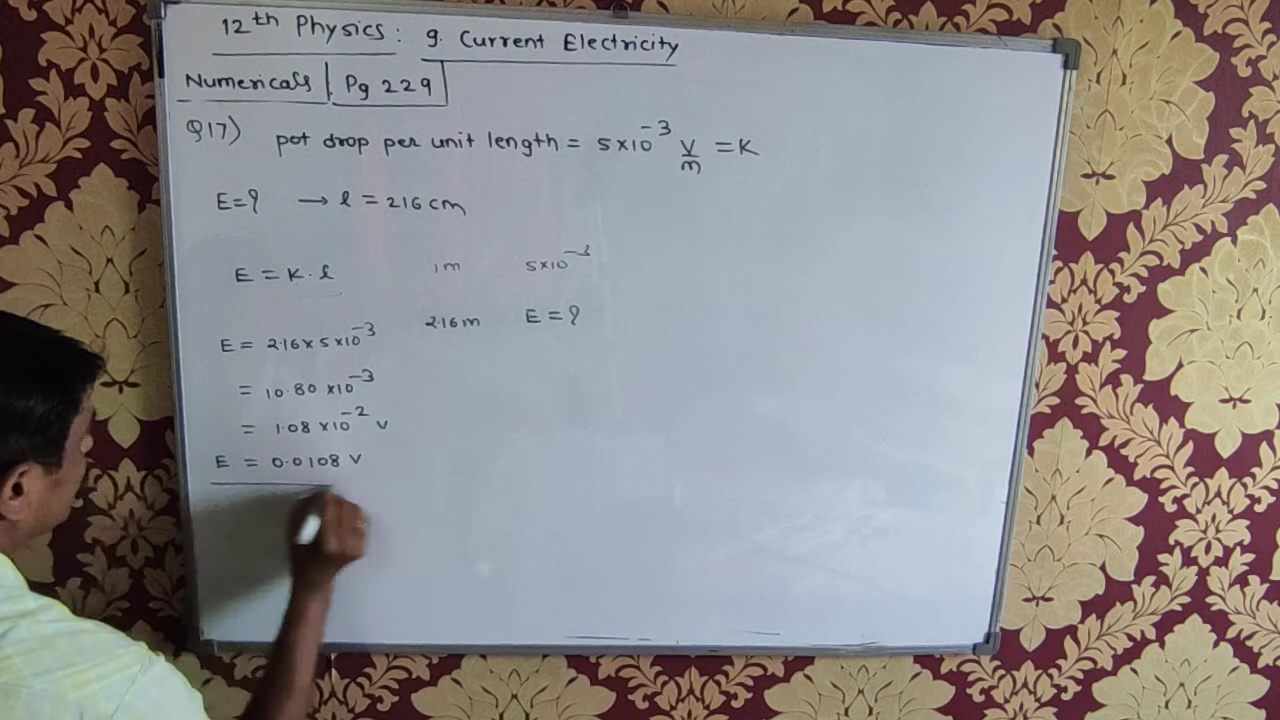 12th Physics: 9. Current Electricity
Numericals Pg 229
Q17) pot drop per unit length = 5×10⁻³ V/m = K
E=? → l = 216 cm
E = K.l 1m 5×10⁻³
2.16m E = ?
E = 2.16 × 5 × 10⁻³
= 10.80 × 10⁻³
= 1.08 × 10⁻² V
E = 0.0108 V